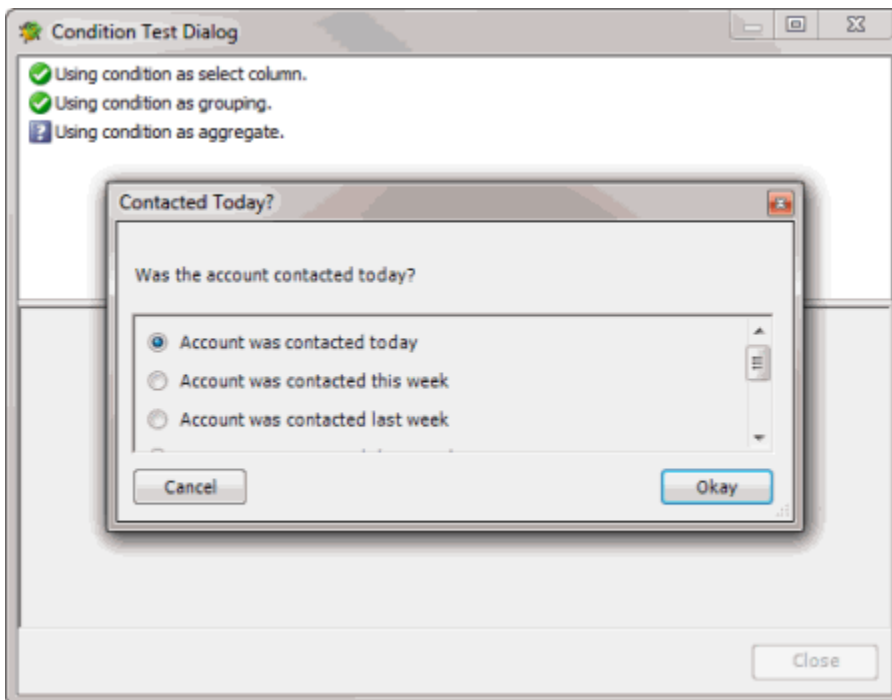 Condition Test Dialog
Using condition as select column.
Using condition as grouping.
Using condition as aggregate.
Contacted Today?
Was the account contacted today?
Account was contacted today
Account was contacted this week
Account was contacted last week
Cancel
Okay
Close